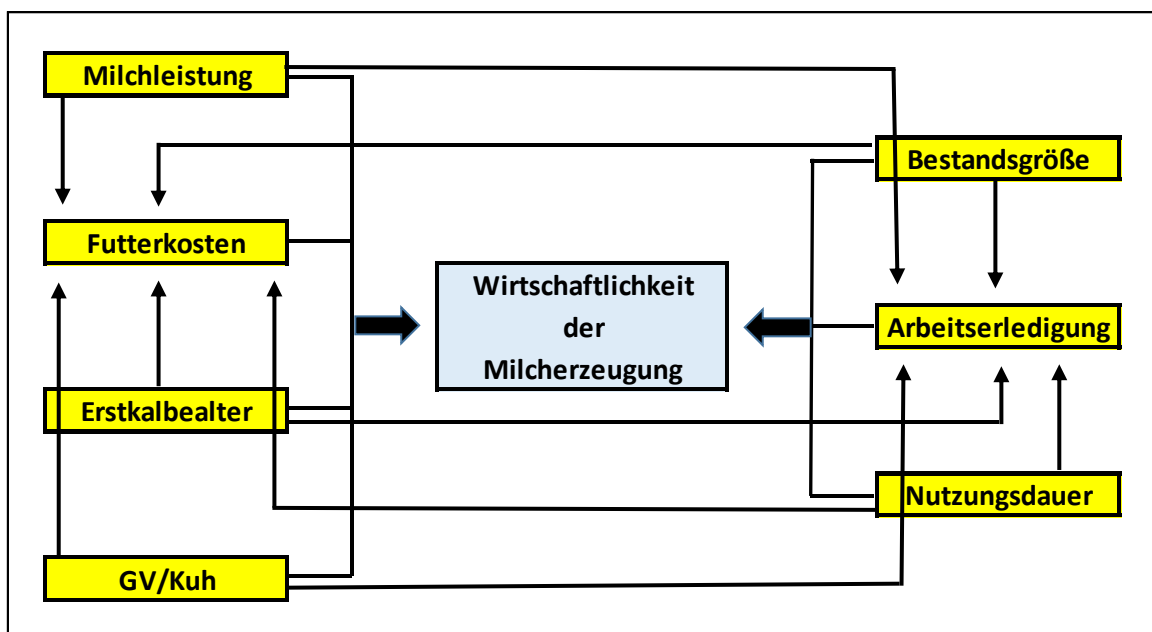 Milchleistung
Bestandsgröße
Futterkosten
Wirtschaftlichkeit
der
Milcherzeugung
Arbeitserledigung
Erstkalbealter
Nutzungsdauer
GV/Kuh